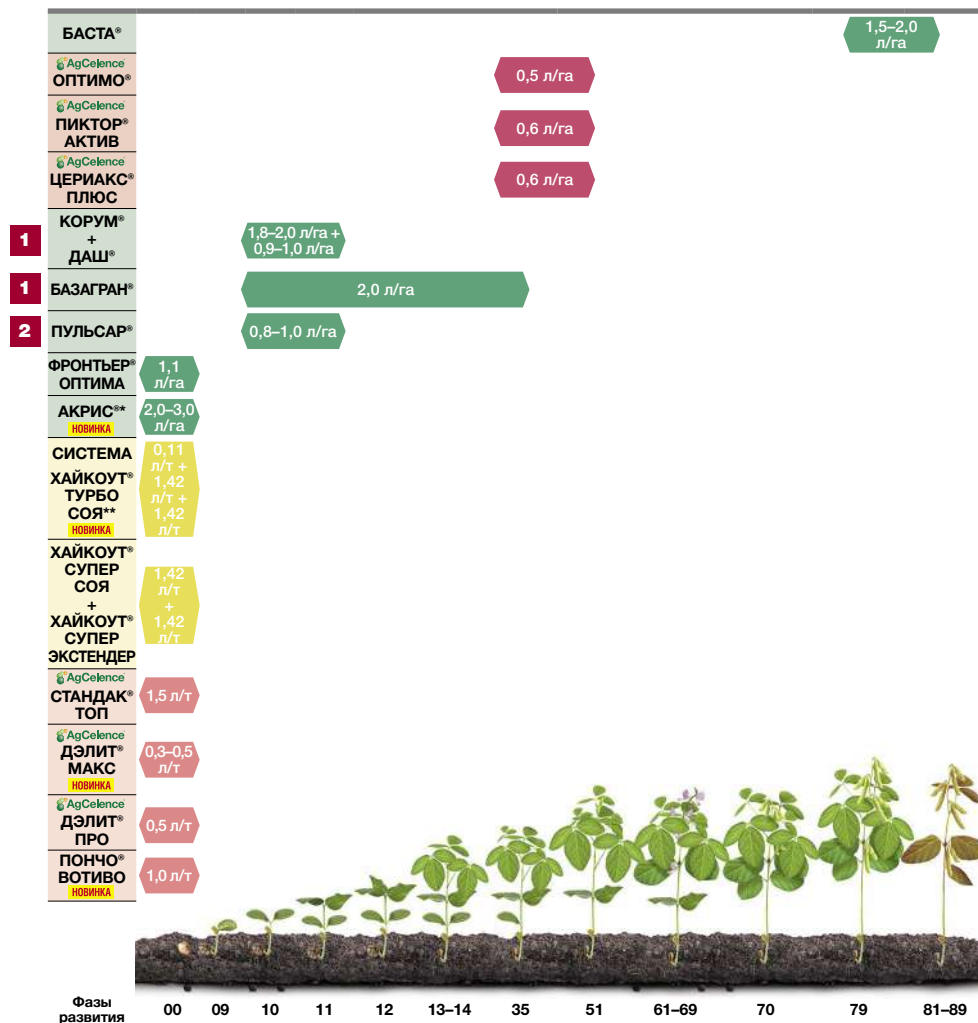 БАСТА®
1,5–2,0
л/га
AgCelence
ОПТИМО®
0,5 л/га
AgCelence
ПИКТОР®
АКТИВ
0,6 л/га
AgCelence
ЦЕРИАКС®
ПЛЮС
0,6 л/га
1
КОРУМ®
+
ДАШ®
1,8–2,0 л/га +
0,9–1,0 л/га
1
БАЗАГРАН®
2,0 л/га
2
ПУЛЬСАР®
0,8–1,0 л/га
ФРОНТЬЕР®
ОПТИМА
1,1
л/га
АКРИС®*
НОВИНКА
2,0–3,0
л/га
СИСТЕМА
ХАЙКОУТ®
ТУРБО
СОЯ**
НОВИНКА
0,11
л/т +
1,42
л/т +
1,42
л/т
ХАЙКОУТ®
СУПЕР
СОЯ
+
ХАЙКОУТ®
СУПЕР
ЭКСТЕНДЕР
1,42
л/т
+
1,42
л/т
AgCelence
СТАНДАК®
ТОП
1,5 л/т
AgCelence
ДЭЛИТ®
МАКС
НОВИНКА
0,3–0,5
л/т
AgCelence
ДЭЛИТ®
ПРО
0,5 л/т
ПОНЧО®
ВОТИВО
НОВИНКА
1,0 л/т
Фазы
развития
00 09 10 11 12 13–14 35 51 61–69 70 79 81–89